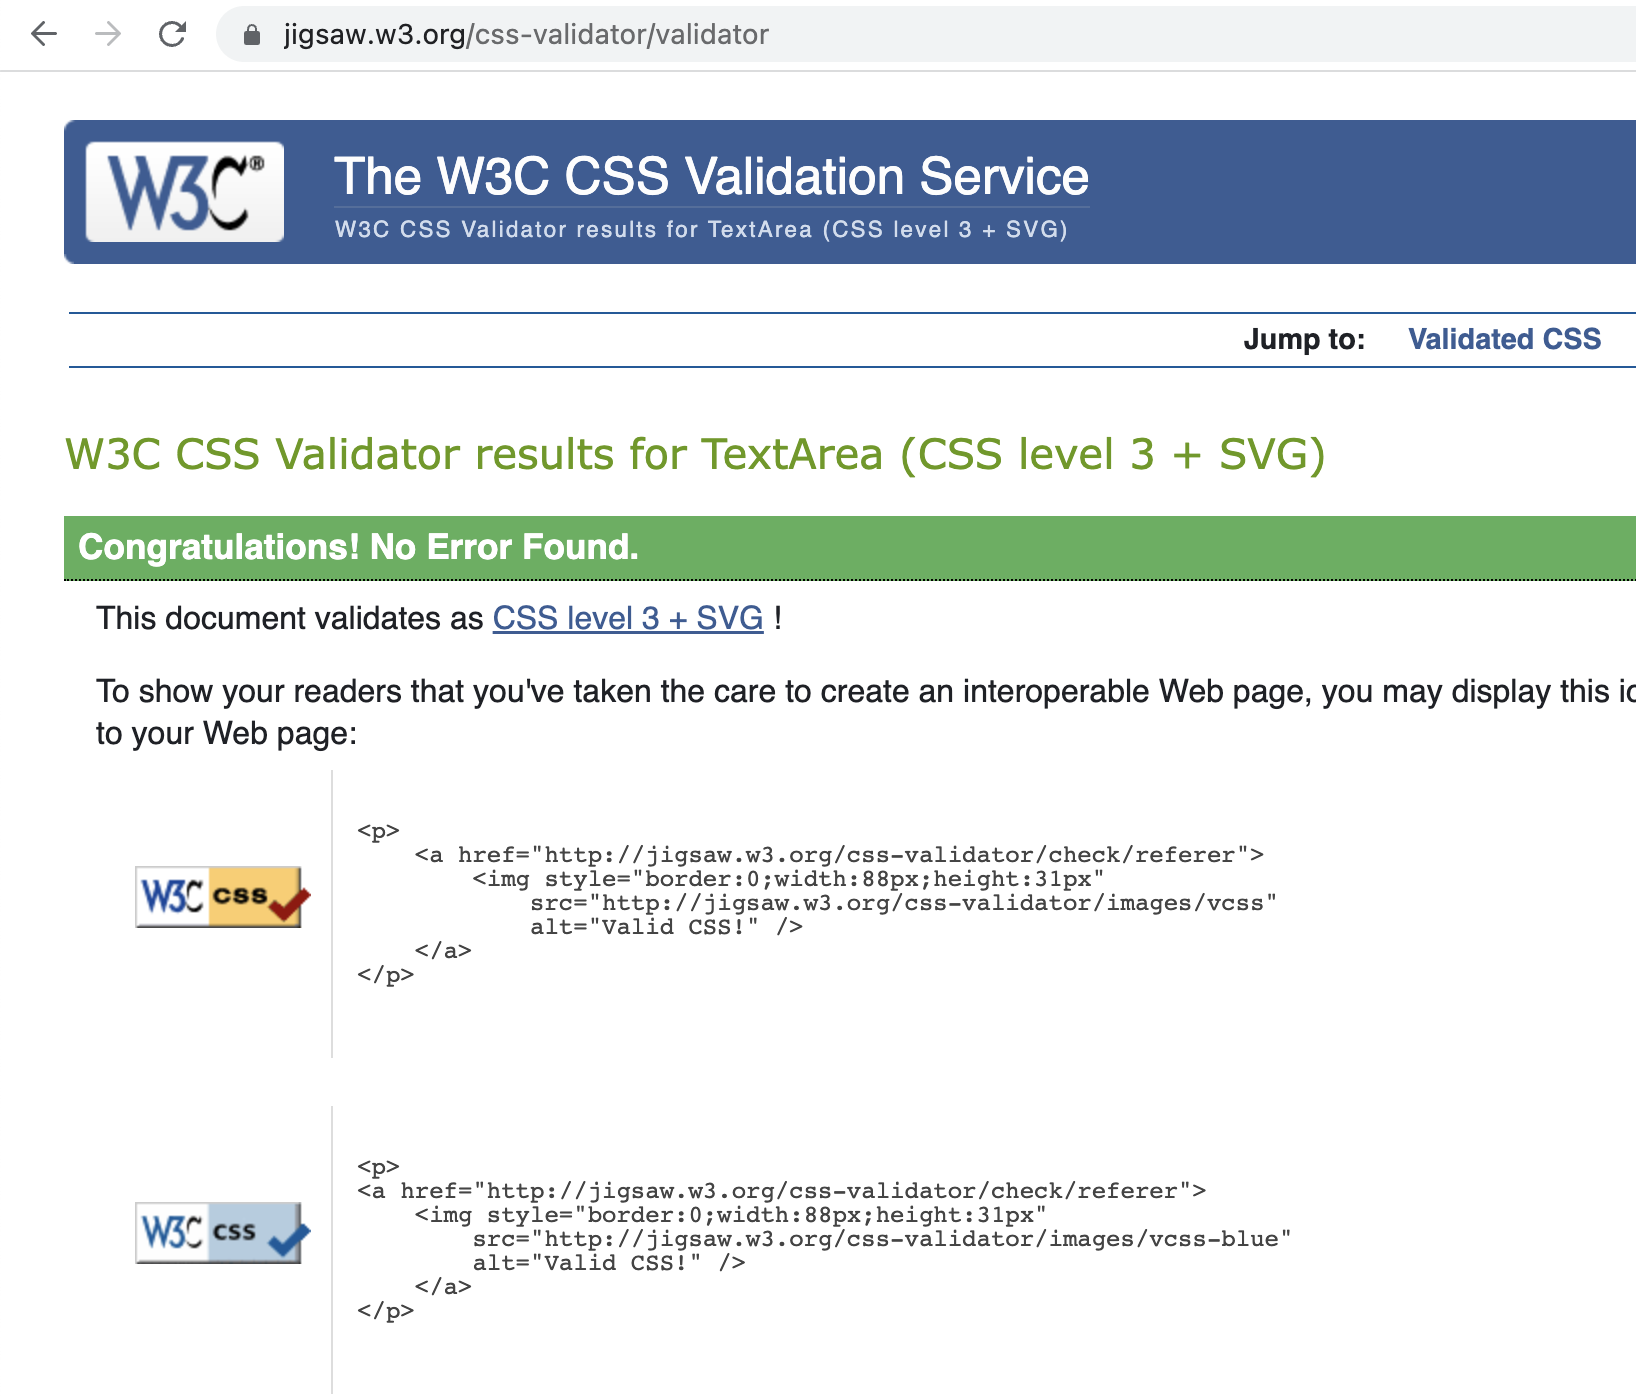 jigsaw.w3.org/css-validator/validator
W3C®
The W3C CSS Validation Service
W3C CSS Validator results for TextArea (CSS level 3 + SVG)
Jump to: Validated CSS
W3C CSS Validator results for TextArea (CSS level 3 + SVG)
Congratulations! No Error Found.
This document validates as CSS level 3 + SVG !
To show your readers that you've taken the care to create an interoperable Web page, you may display this
to your Web page:
<p>
    <a href="http://jigsaw.w3.org/css-validator/check/referer">
        <img style="border:0;width:88px;height:31px"
            src="http://jigsaw.w3.org/css-validator/images/vcss"
            alt="Valid CSS!" />
    </a>
</p>
W3C css
<p>
<a href="http://jigsaw.w3.org/css-validator/check/referer">
    <img style="border:0;width:88px;height:31px"
        src="http://jigsaw.w3.org/css-validator/images/vcss-blue"
        alt="Valid CSS!" />
    </a>
</p>
W3C css